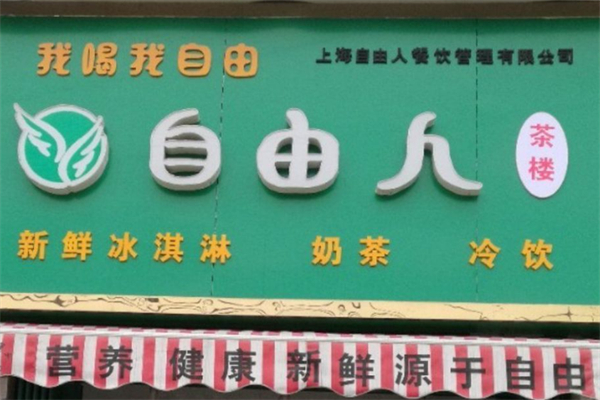 我喝我自由
上海自由人餐饮管理有限公司
自由人
茶楼
新鲜冰淇淋 奶茶 冷饮
营养 健康 新鲜源于自由